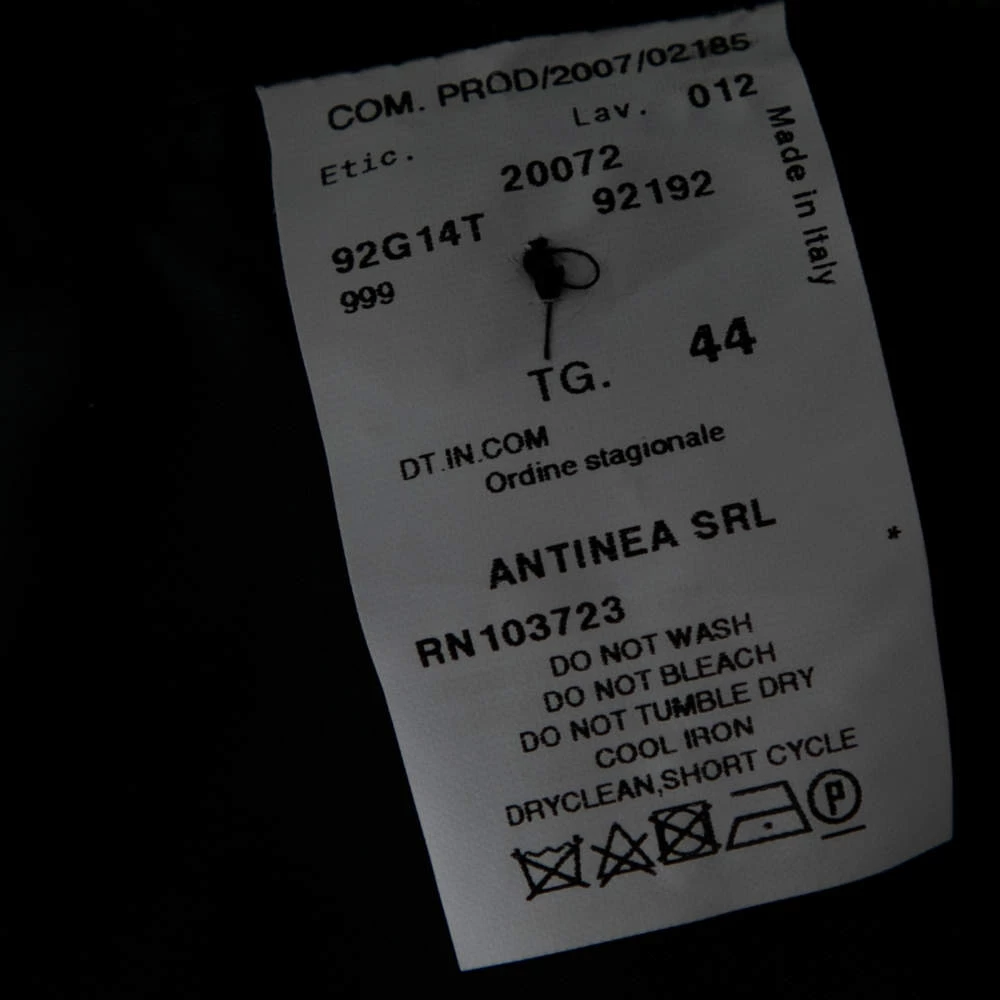 COM. PROD/2007/02185
Lav. 012
Etic.
20072
92G14T 92192
999
Made in Italy
TG. 44
DT.IN.COM
Ordine stagionale
ANTINEA SRL
*
RN103723
DO NOT WASH
DO NOT BLEACH
DO NOT TUMBLE DRY
COOL IRON
DRYCLEAN,SHORT CYCLE
P